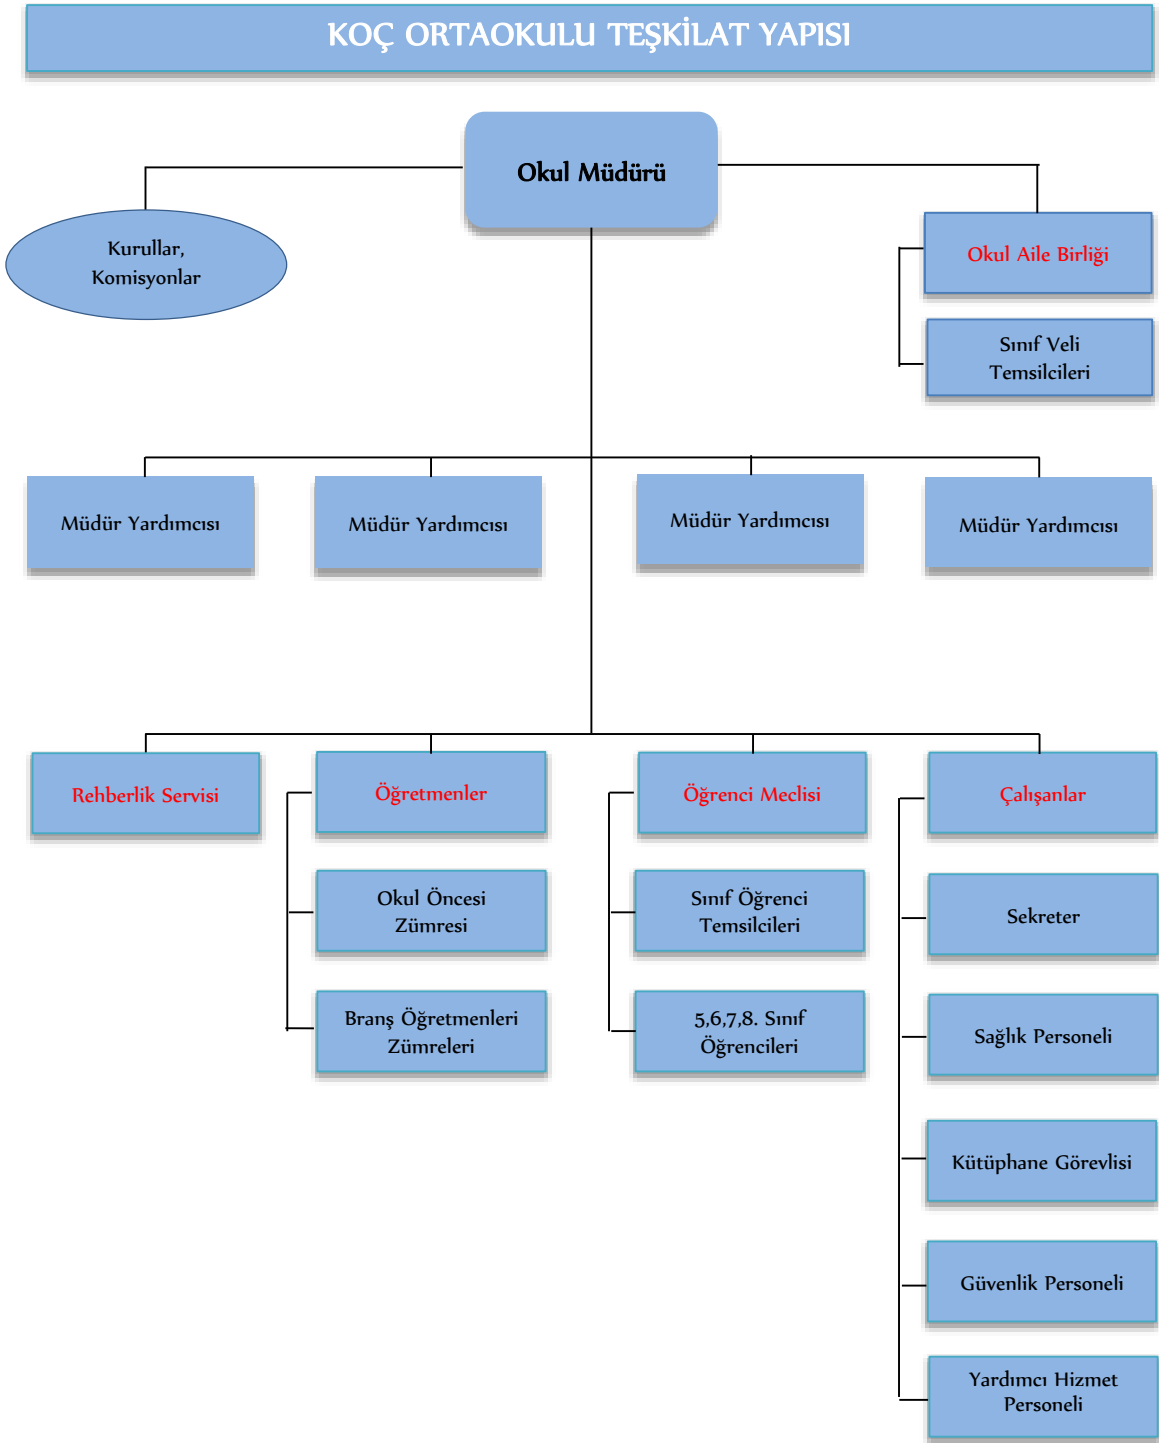 KOÇ ORTAOKULU TEŞKİLAT YAPISI
Okul Müdürü
Kurullar,
Komisyonlar
Okul Aile Birliği
Sınıf Veli
Temsilcileri
Müdür Yardımcısı
Müdür Yardımcısı
Müdür Yardımcısı
Müdür Yardımcısı
Rehberlik Servisi
Öğretmenler
Öğrenci Meclisi
Çalışanlar
Okul Öncesi
Zümresi
Sınıf Öğrenci
Temsilcileri
Sekreter
Branş Öğretmenleri
Zümreleri
5,6,7,8. Sınıf
Öğrencileri
Sağlık Personeli
Kütüphane Görevlisi
Güvenlik Personeli
Yardımcı Hizmet
Personeli